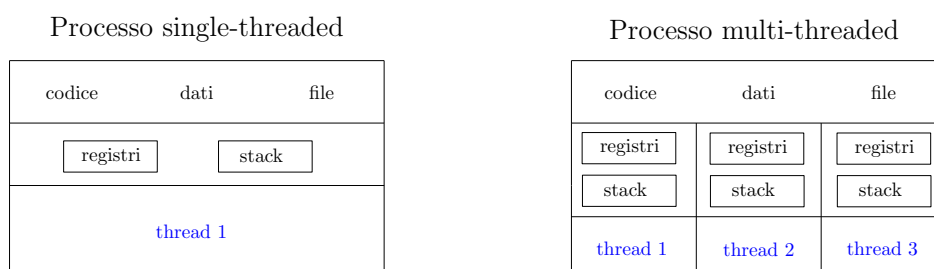 Processo single-threaded
codice dati file
registri stack
thread 1
Processo multi-threaded
codice dati file
registri registri registri
stack stack stack
thread 1 thread 2 thread 3